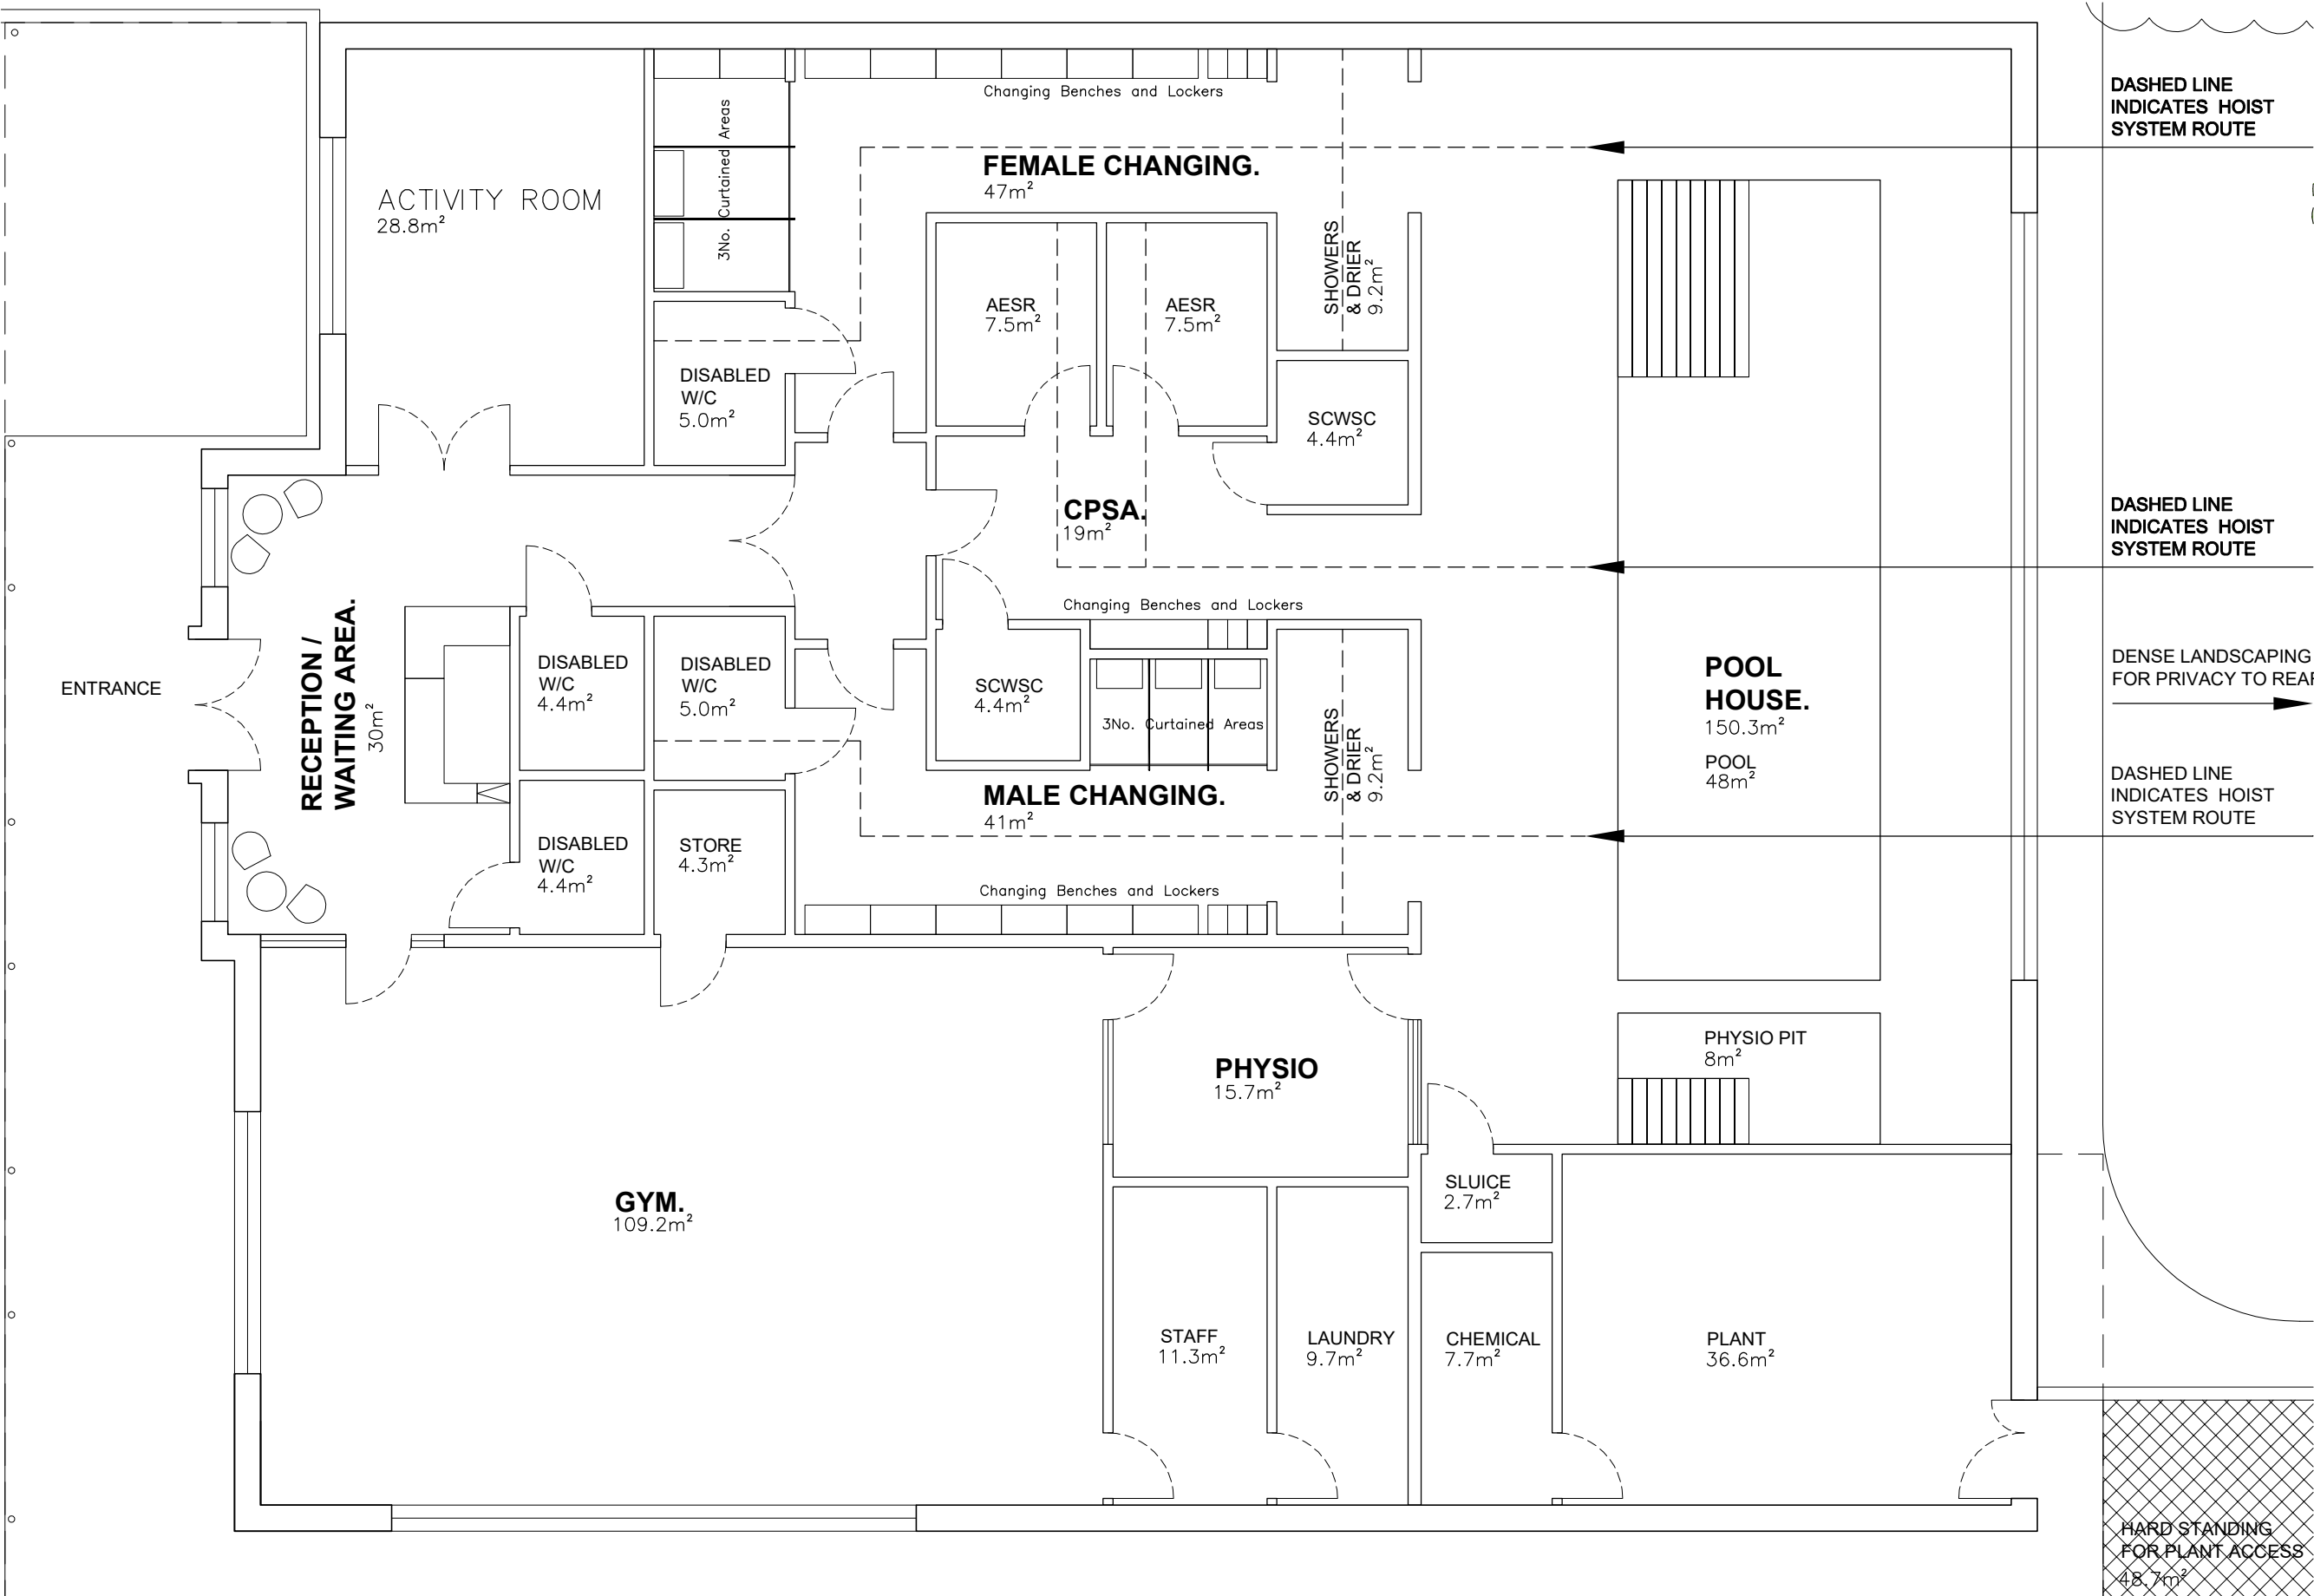 Changing Benches and Lockers
DASHED LINE
INDICATES HOIST
SYSTEM ROUTE
3No. Curtained Areas
FEMALE CHANGING.
47m²
ACTIVITY ROOM
28.8m²
SHOWERS
& DRIER
9.2m²
AESR
7.5m²
AESR
7.5m²
DISABLED
W/C
5.0m²
SCWSC
4.4m²
CPSA.
19m²
DASHED LINE
INDICATES HOIST
SYSTEM ROUTE
Changing Benches and Lockers
ENTRANCE
RECEPTION /
WAITING AREA.
30m²
DISABLED
W/C
4.4m²
DISABLED
W/C
5.0m²
SCWSC
4.4m²
3No. Curtained Areas
SHOWERS
& DRIER
9.2m²
POOL
HOUSE.
150.3m²
POOL
48m²
DENSE LANDSCAPING
FOR PRIVACY TO REAR
DASHED LINE
INDICATES HOIST
SYSTEM ROUTE
MALE CHANGING.
41m²
DISABLED
W/C
4.4m²
STORE
4.3m²
Changing Benches and Lockers
PHYSIO
15.7m²
PHYSIO PIT
8m²
GYM.
109.2m²
SLUICE
2.7m²
STAFF
11.3m²
LAUNDRY
9.7m²
CHEMICAL
7.7m²
PLANT
36.6m²
HARD STANDING
FOR PLANT ACCESS
48.7m²